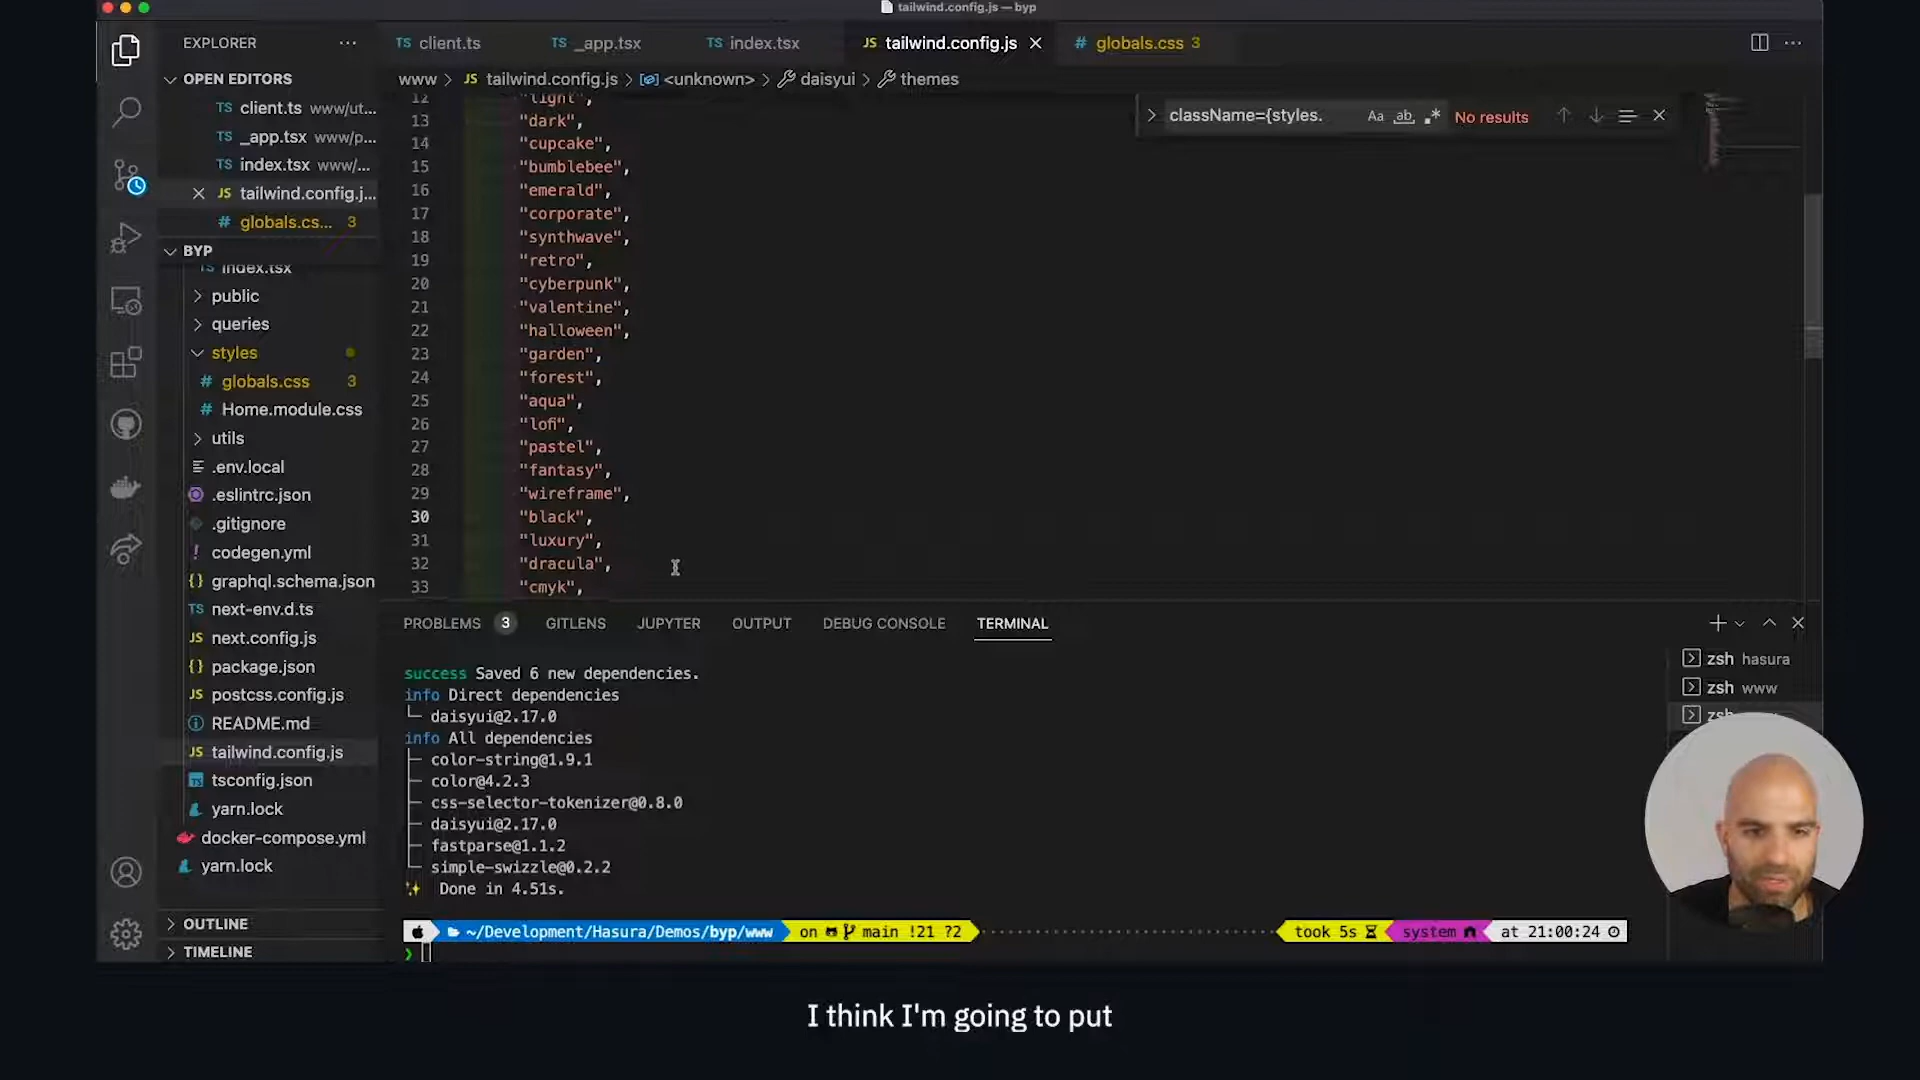 tailwind.config.js — byp
EXPLORER
TS client.ts
TS _app.tsx
TS index.tsx
JS tailwind.config.js
# globals.css 3
OPEN EDITORS
www > JS tailwind.config.js > <unknown> > daisyui > themes
TS client.ts www/ut...
TS _app.tsx www/p...
TS index.tsx www/...
JS tailwind.config.j...
# globals.cs... 3
BYP
TS index.tsx
> public
> queries
styles
# globals.css 3
# Home.module.css
> utils
.env.local
.eslintrc.json
.gitignore
! codegen.yml
{} graphql.schema.json
TS next-env.d.ts
JS next.config.js
{} package.json
JS postcss.config.js
README.md
JS tailwind.config.js
tsconfig.json
yarn.lock
docker-compose.yml
yarn.lock
> OUTLINE
> TIMELINE
className={styles. Aa ab .* No results
12 "light",
13 "dark",
14 "cupcake",
15 "bumblebee",
16 "emerald",
17 "corporate",
18 "synthwave",
19 "retro",
20 "cyberpunk",
21 "valentine",
22 "halloween",
23 "garden",
24 "forest",
25 "aqua",
26 "lofi",
27 "pastel",
28 "fantasy",
29 "wireframe",
30 "black",
31 "luxury",
32 "dracula",
33 "cmyk",
PROBLEMS 3 GITLENS JUPYTER OUTPUT DEBUG CONSOLE TERMINAL
success Saved 6 new dependencies.
info Direct dependencies
└─ daisyui@2.17.0
info All dependencies
├─ color-string@1.9.1
├─ color@4.2.3
├─ css-selector-tokenizer@0.8.0
├─ daisyui@2.17.0
├─ fastparse@1.1.2
└─ simple-swizzle@0.2.2
✨ Done in 4.51s.
~/Development/Hasura/Demos/byp/www on main !21 ?2 took 5s system at 21:00:24
❯
zsh hasura
zsh www
zsh
I think I'm going to put